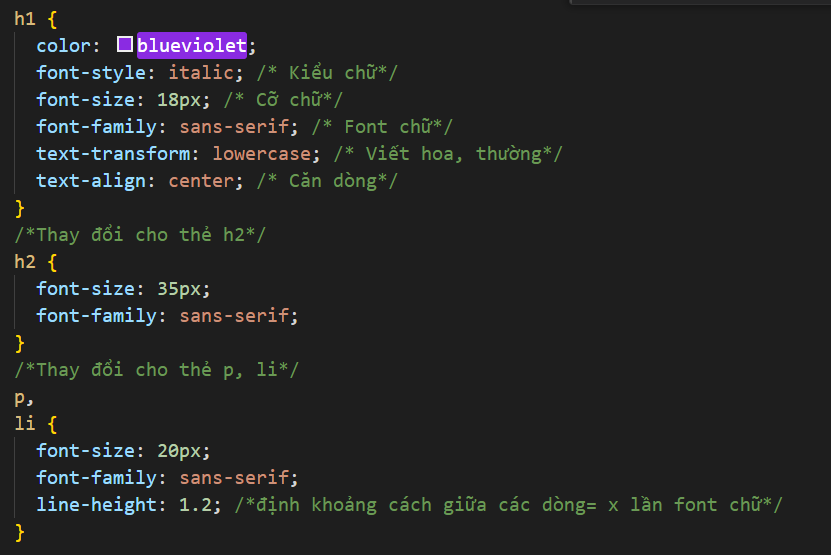 h1 {
  color: blueviolet;
  font-style: italic; /* Kiểu chữ*/
  font-size: 18px; /* Cỡ chữ*/
  font-family: sans-serif; /* Font chữ*/
  text-transform: lowercase; /* Viết hoa, thường*/
  text-align: center; /* Căn dòng*/
}
/*Thay đổi cho thẻ h2*/
h2 {
  font-size: 35px;
  font-family: sans-serif;
}
/*Thay đổi cho thẻ p, li*/
p,
li {
  font-size: 20px;
  font-family: sans-serif;
  line-height: 1.2; /*định khoảng cách giữa các dòng= x lần font chữ*/
}